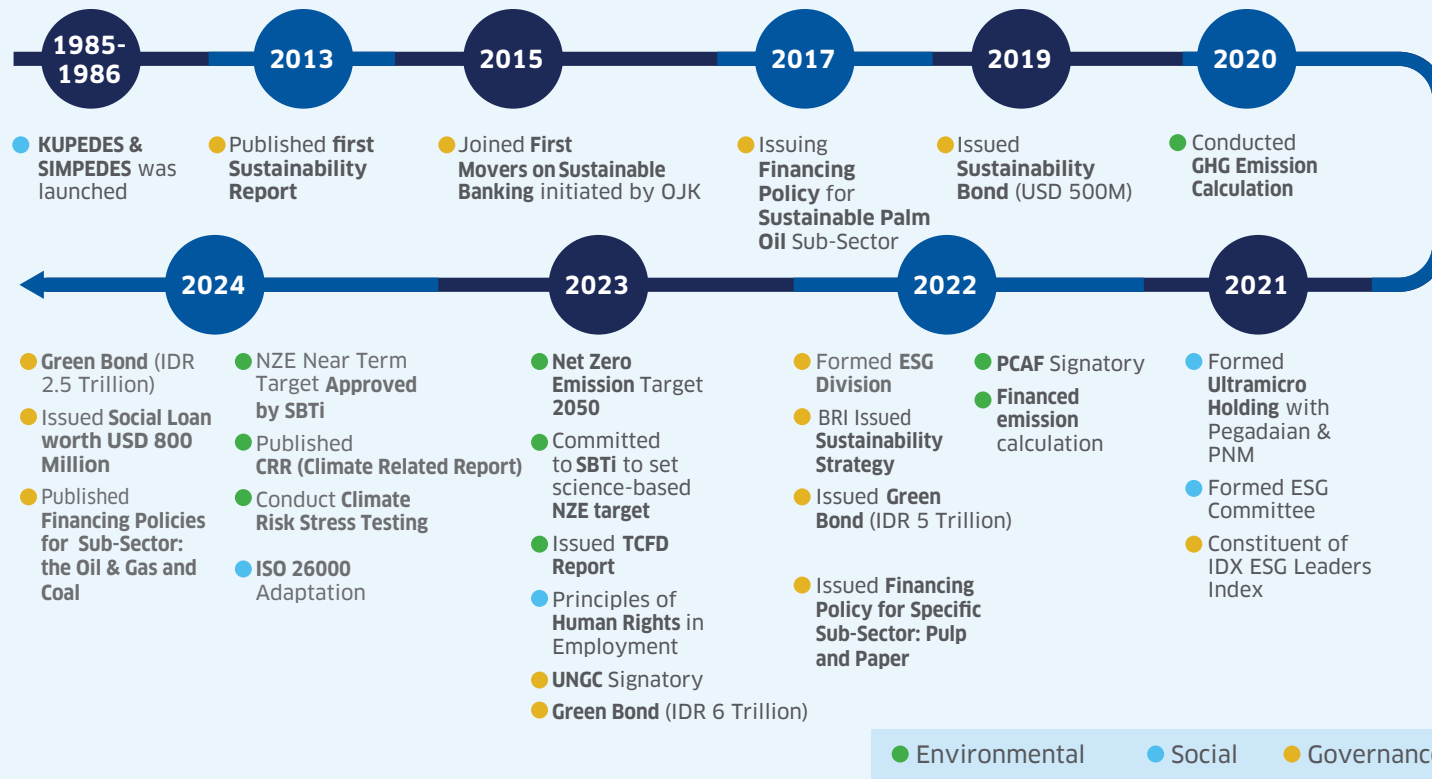 1985-
1986
2013
2015
2017
2019
2020
KUPEDES &
SIMPEDES was
launched
Published first
Sustainability
Report
Joined First
Movers on Sustainable
Banking initiated by OJK
Issuing
Financing
Policy for
Sustainable Palm
Oil Sub-Sector
Issued
Sustainability
Bond (USD 500M)
Conducted
GHG Emission
Calculation
2024
2023
2022
2021
Green Bond (IDR
2.5 Trillion)
Issued Social Loan
worth USD 800
Million
Published
Financing Policies
for Sub-Sector:
the Oil & Gas and
Coal
NZE Near Term
Target Approved
by SBTi
Published
CRR (Climate Related Report)
Conduct Climate
Risk Stress Testing
ISO 26000
Adaptation
Net Zero
Emission Target
2050
Committed
to SBTi to set
science-based
NZE target
Issued TCFD
Report
Principles of
Human Rights in
Employment
UNGC Signatory
Green Bond (IDR 6 Trillion)
Formed ESG
Division
BRI Issued
Sustainability
Strategy
Issued Green
Bond (IDR 5 Trillion)
Issued Financing
Policy for Specific
Sub-Sector: Pulp
and Paper
PCAF Signatory
Financed
emission
calculation
Formed
Ultramicro
Holding with
Pegadaian &
PNM
Formed ESG
Committee
Constituent of
IDX ESG Leaders
Index
Environmental
Social
Governance